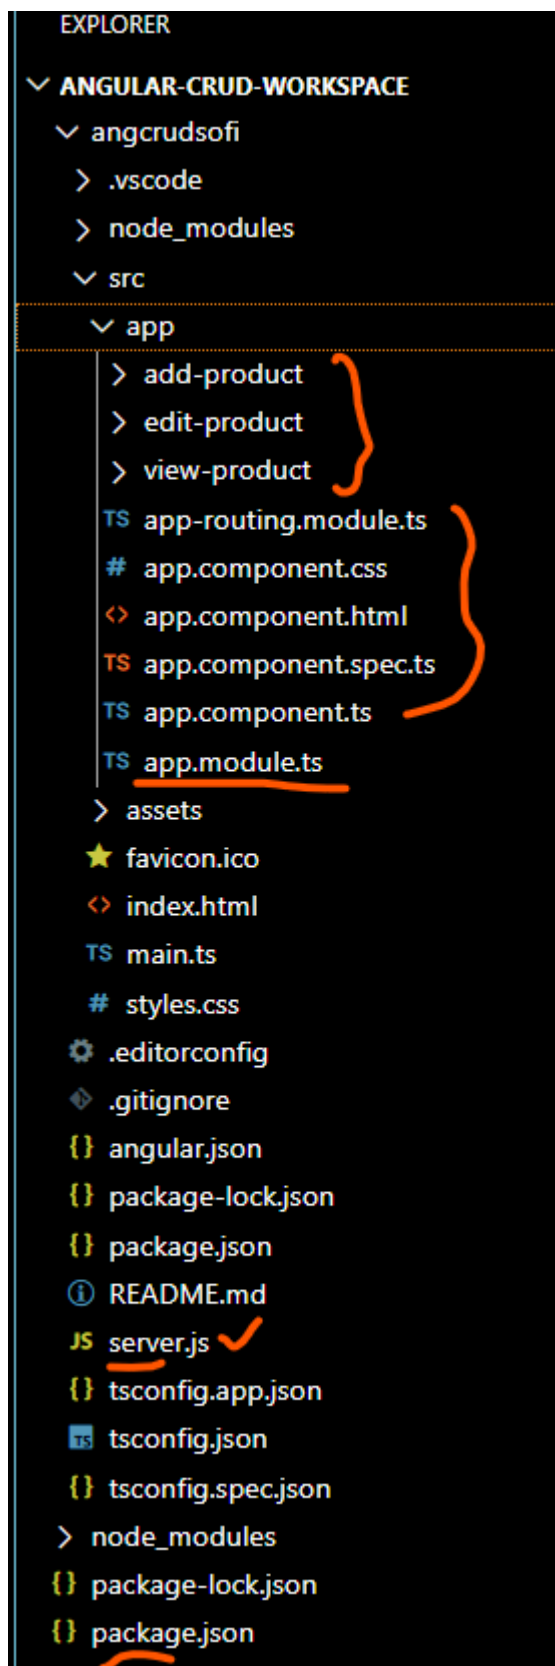 EXPLORER
ANGULAR-CRUD-WORKSPACE
angcrudsofi
.vscode
node_modules
src
app
add-product
edit-product
view-product
TS app-routing.module.ts
# app.component.css
<> app.component.html
TS app.component.spec.ts
TS app.component.ts
TS app.module.ts
assets
favicon.ico
<> index.html
TS main.ts
# styles.css
.editorconfig
.gitignore
{} angular.json
{} package-lock.json
{} package.json
README.md
JS server.js
{} tsconfig.app.json
TS tsconfig.json
{} tsconfig.spec.json
node_modules
{} package-lock.json
{} package.json